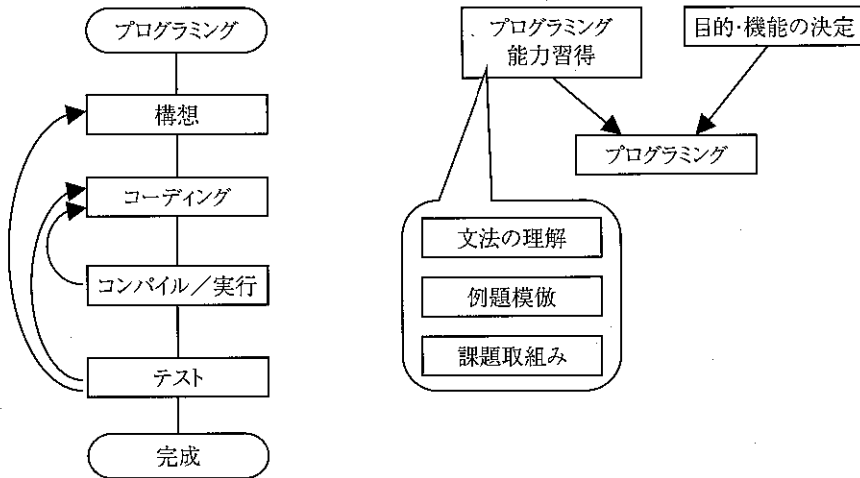 プログラミング
構想
コーディング
コンパイル／実行
テスト
完成
プログラミング
能力習得
目的・機能の決定
プログラミング
文法の理解
例題模倣
課題取組み